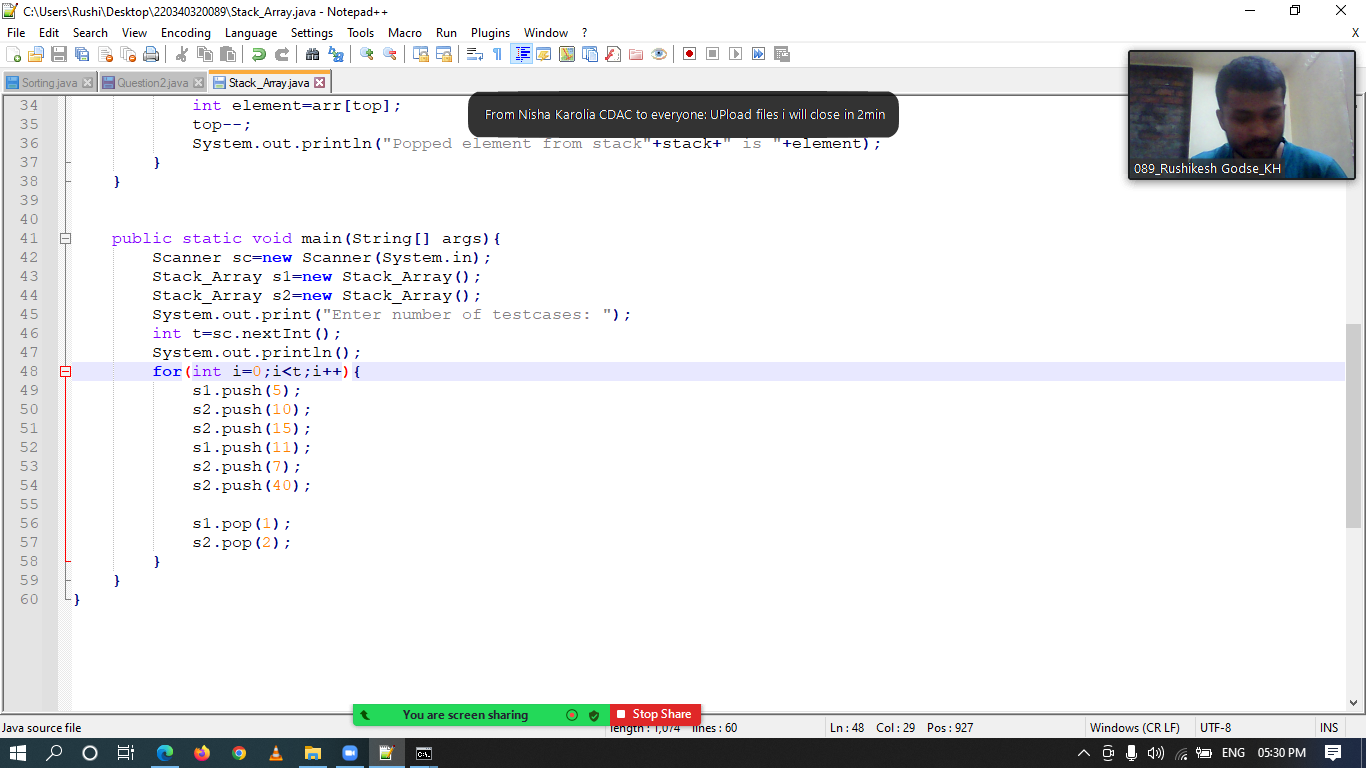 C:\Users\Rushi\Desktop\220340320089\Stack_Array.java - Notepad++
File Edit Search View Encoding Language Settings Tools Macro Run Plugins Window ? X
Sorting.java Question2.java Stack_Array.java
From Nisha Karolia CDAC to everyone: UPload files i will close in 2min
089_Rushikesh Godse_KH
34 int element=arr[top];
35 top--;
36 System.out.println("Popped element from stack"+stack+" is "+element);
37 }
38 }
39
40
41 public static void main(String[] args){
42 Scanner sc=new Scanner(System.in);
43 Stack_Array s1=new Stack_Array();
44 Stack_Array s2=new Stack_Array();
45 System.out.print("Enter number of testcases: ");
46 int t=sc.nextInt();
47 System.out.println();
48 for(int i=0;i<t;i++){
49 s1.push(5);
50 s2.push(10);
51 s2.push(15);
52 s1.push(11);
53 s2.push(7);
54 s2.push(40);
55
56 s1.pop(1);
57 s2.pop(2);
58 }
59 }
60 }
You are screen sharing Stop Share
Java source file length : 1,074 lines : 60 Ln : 48 Col : 29 Pos : 927 Windows (CR LF) UTF-8 INS
ENG 05:30 PM